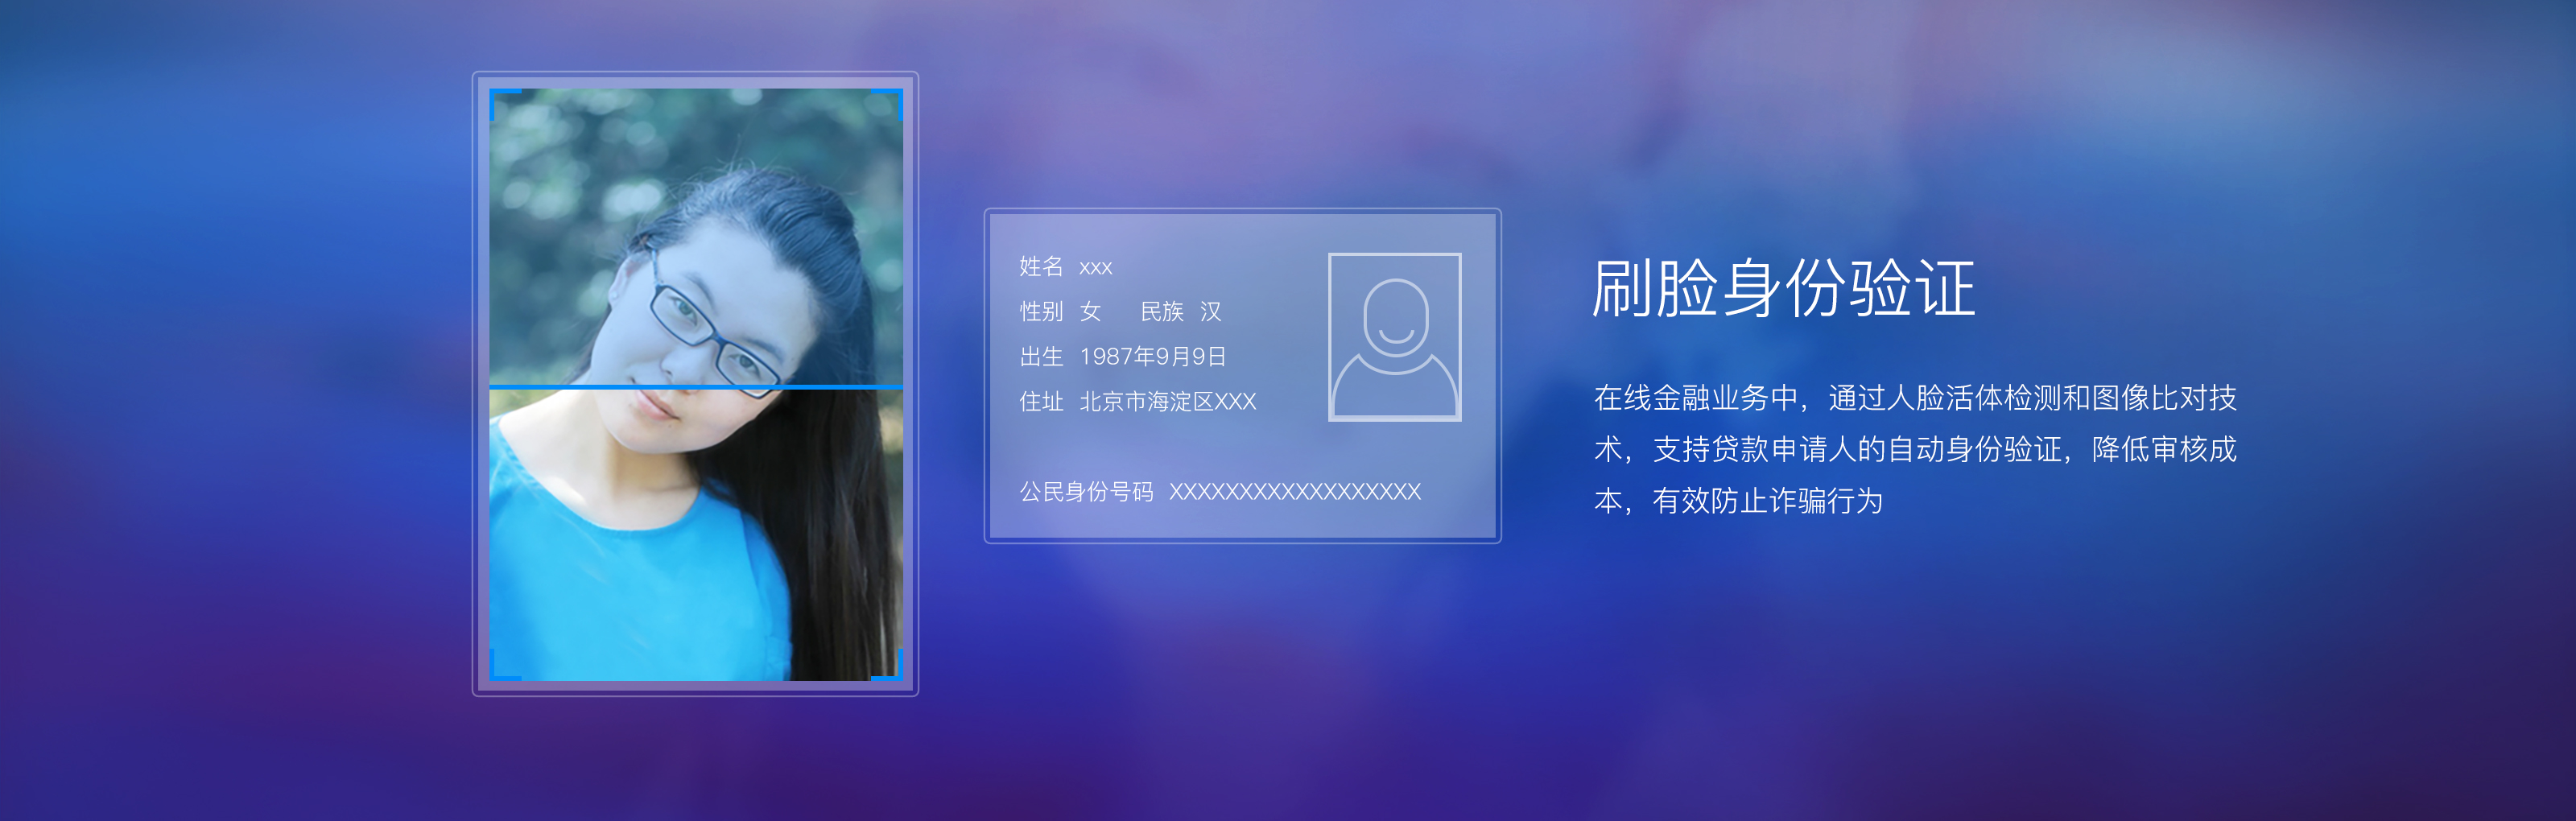 姓名 xxx
性别 女 民族 汉
出生 1987年9月9日
住址 北京市海淀区XXX
公民身份号码 XXXXXXXXXXXXXXXXXX
刷脸身份验证
在线金融业务中，通过人脸活体检测和图像比对技
术，支持贷款申请人的自动身份验证，降低审核成
本，有效防止诈骗行为